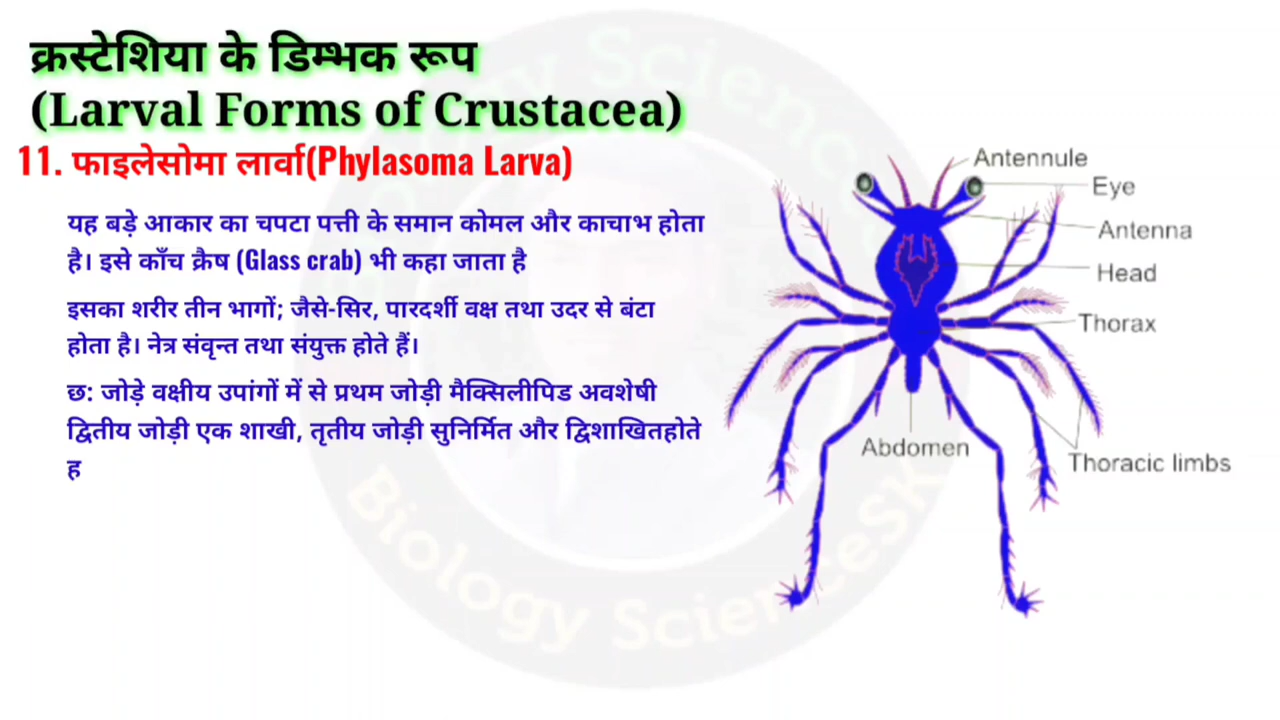 क्रस्टेशिया के डिम्भक रूप
(Larval Forms of Crustacea)
11. फाइलेसोमा लार्वा(Phylasoma Larva)
यह बड़े आकार का चपटा पत्ती के समान कोमल और काचाभ होता
है। इसे काँच क्रैष (Glass crab) भी कहा जाता है
इसका शरीर तीन भागों; जैसे-सिर, पारदर्शी वक्ष तथा उदर से बंटा
होता है। नेत्र संवृन्त तथा संयुक्त होते हैं।
छ: जोड़े वक्षीय उपांगों में से प्रथम जोड़ी मैक्सिलीपिड अवशेषी
द्वितीय जोड़ी एक शाखी, तृतीय जोड़ी सुनिर्मित और द्विशाखितहोते
ह
Antennule
Eye
Antenna
Head
Thorax
Abdomen
Thoracic limbs
Biology Science